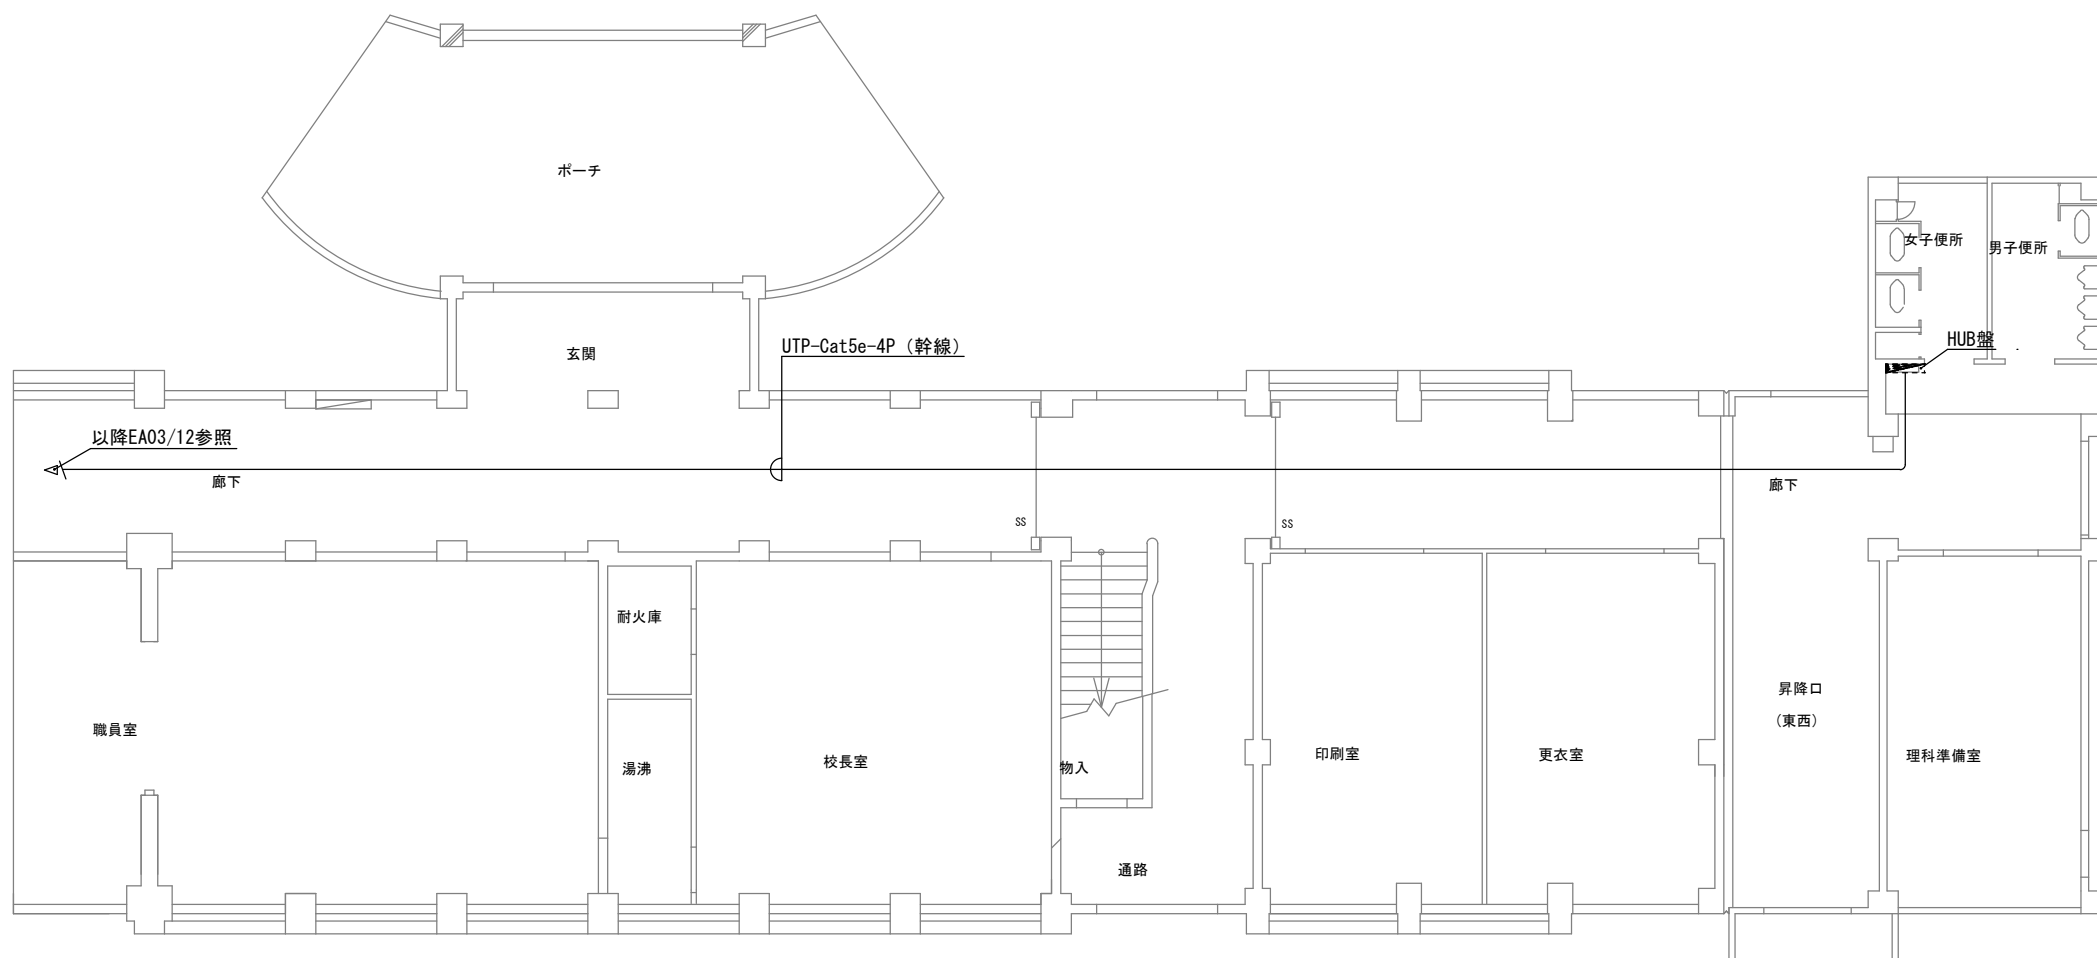 ポーチ
女子便所
男子便所
HUB盤
UTP-Cat5e-4P（幹線）
玄関
以降EA03/12参照
廊下
廊下
SS
SS
耐火庫
昇降口
（東西）
職員室
湯沸
校長室
物入
印刷室
更衣室
理科準備室
通路